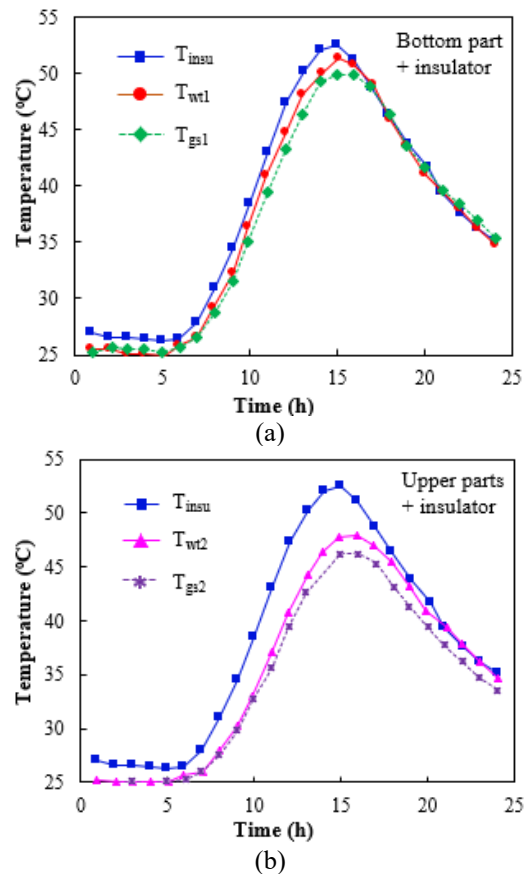 55
50
45
40
35
30
25
Temperature (ºC)
T_insu
T_wt1
T_gs1
Bottom part
+ insulator
0 5 10 15 20 25
Time (h)
(a)
55
50
45
40
35
30
25
Temperature (ºC)
T_insu
T_wt2
T_gs2
Upper parts
+ insulator
0 5 10 15 20 25
Time (h)
(b)